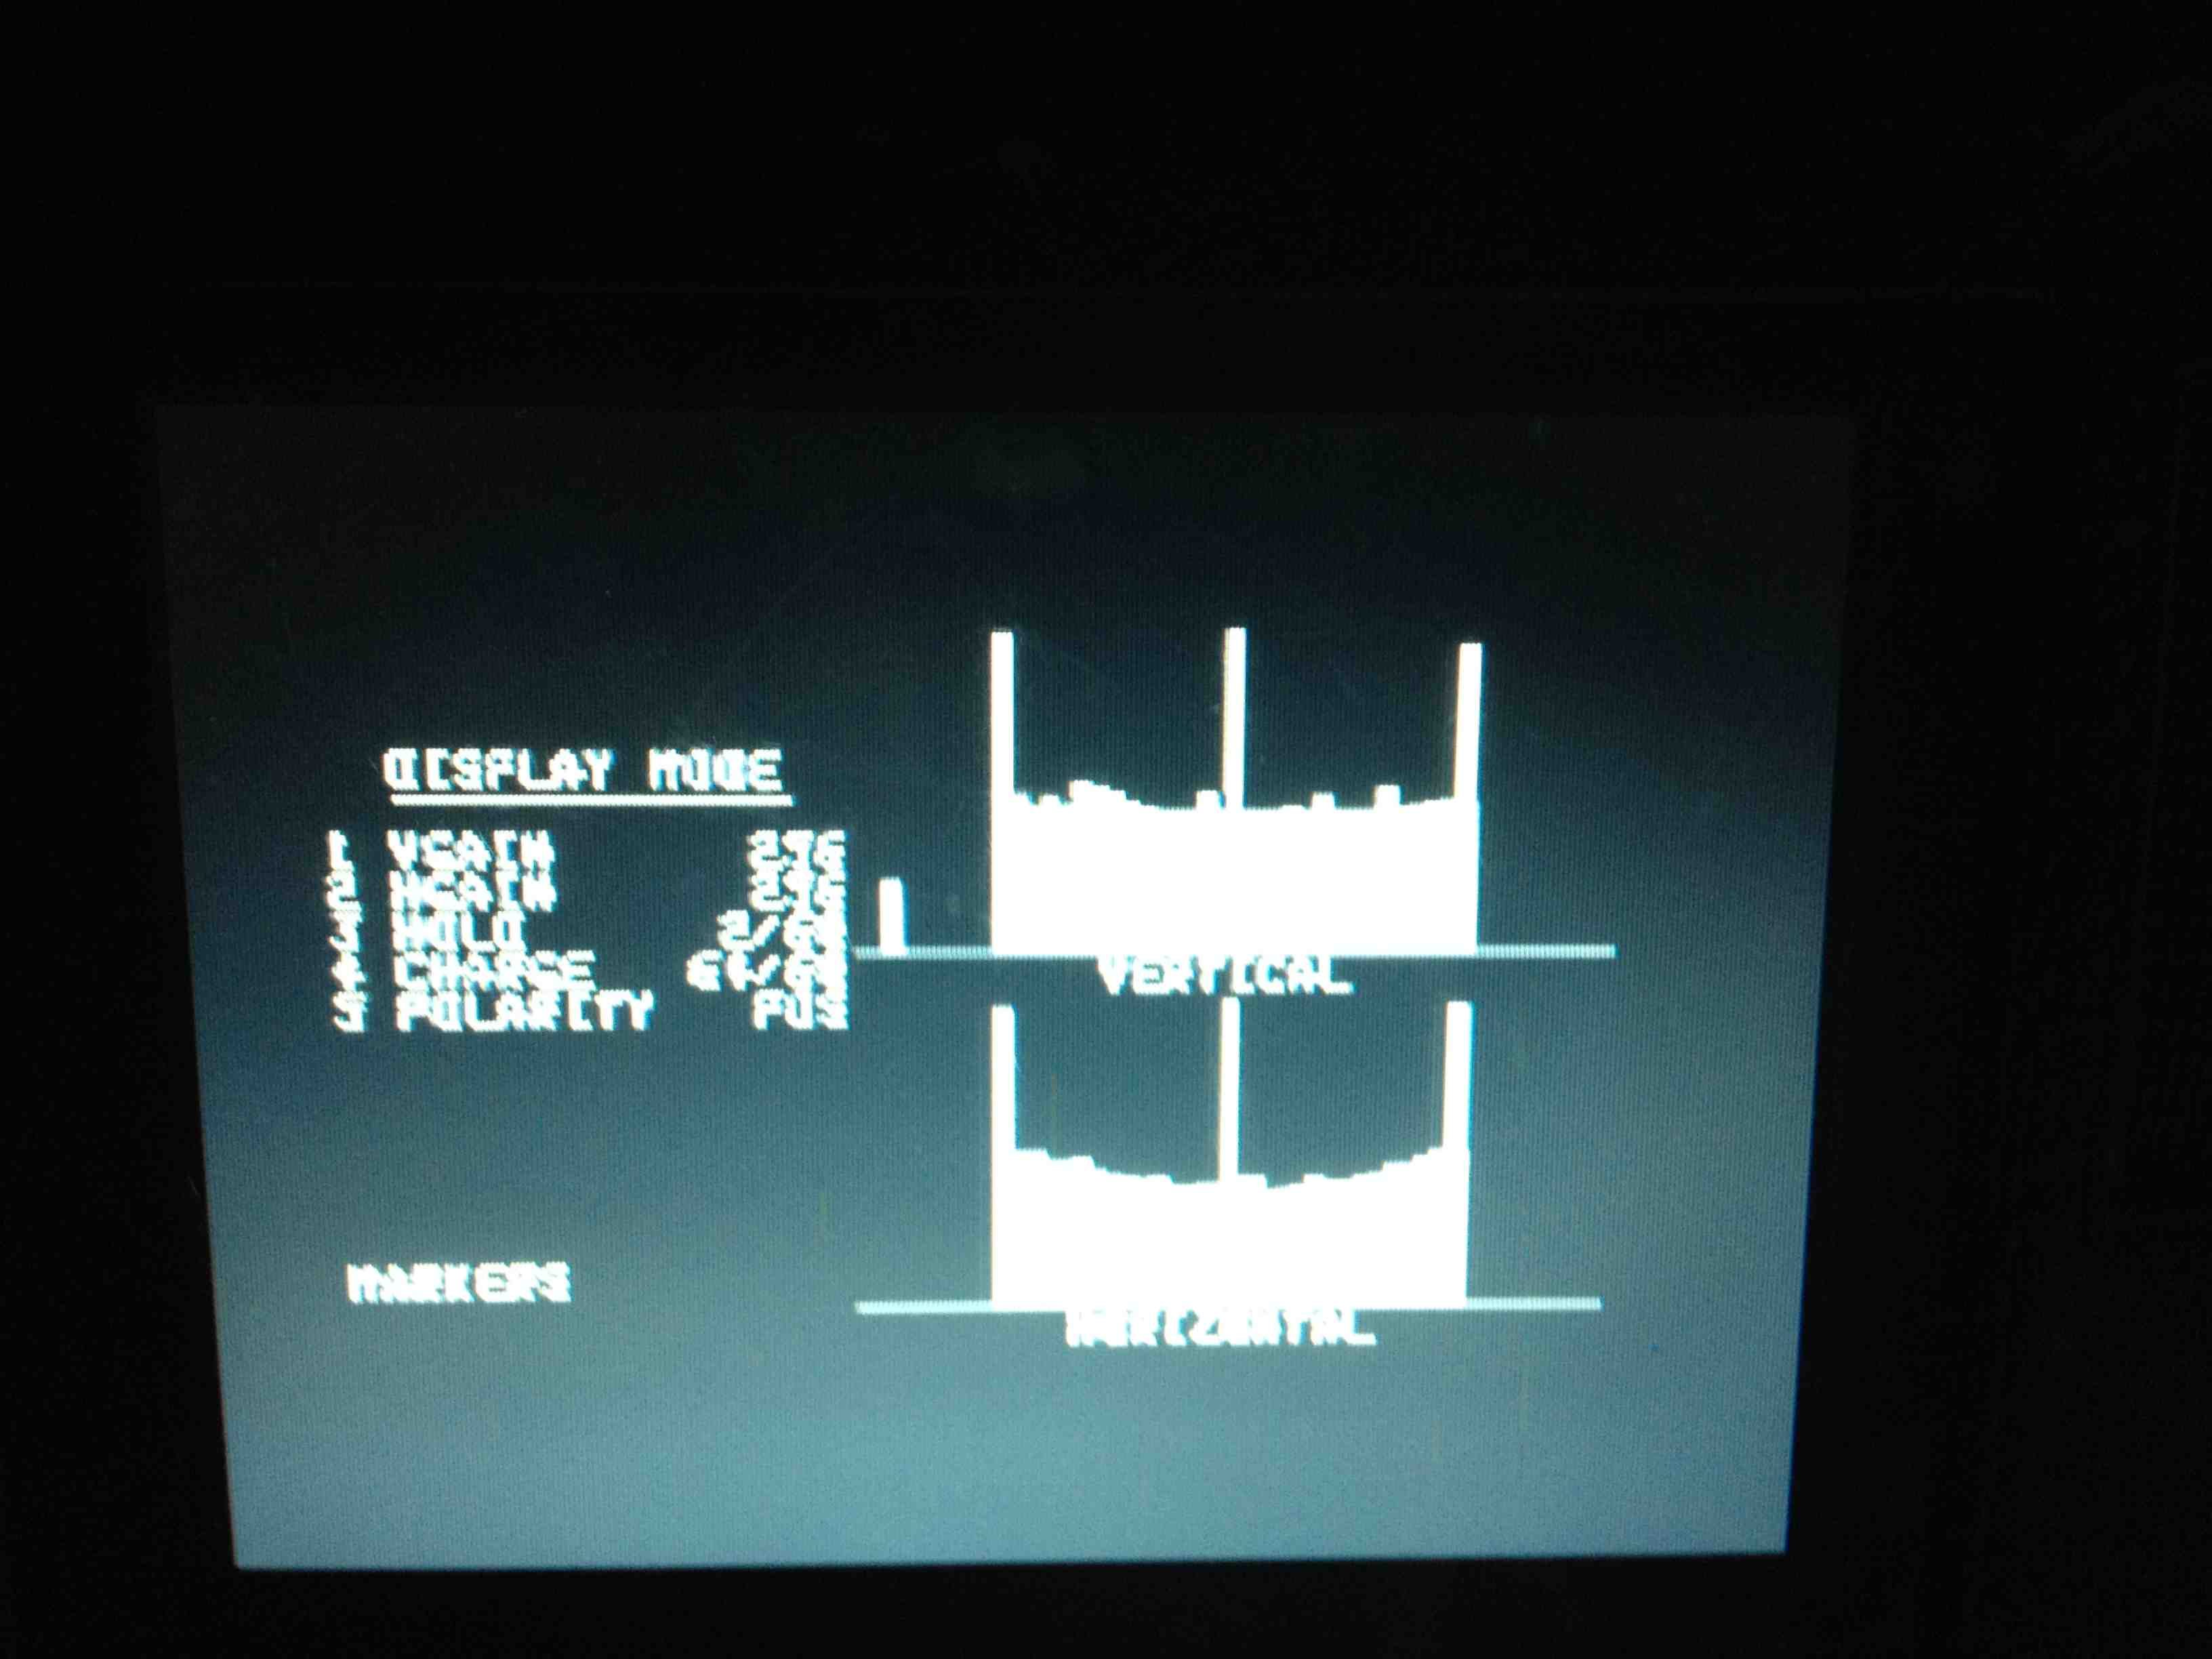 DISPLAY MODE
1 VGAIN
2 HGAIN
3 HOLD
4 CHARGE
5 POLARITY POS
MARKERS
VERTICAL
HORIZONTAL